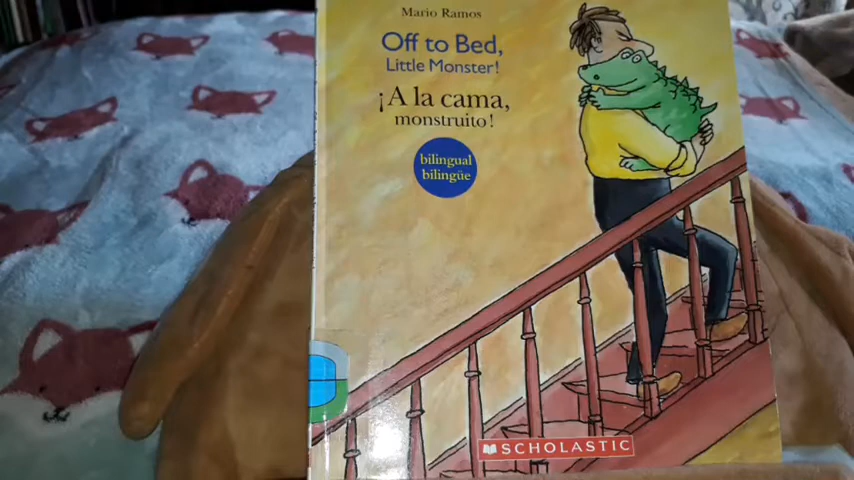 Mario Ramos
Off to Bed,
Little Monster!
¡A la cama,
monstruito!
bilingual
bilingüe
SCHOLASTIC